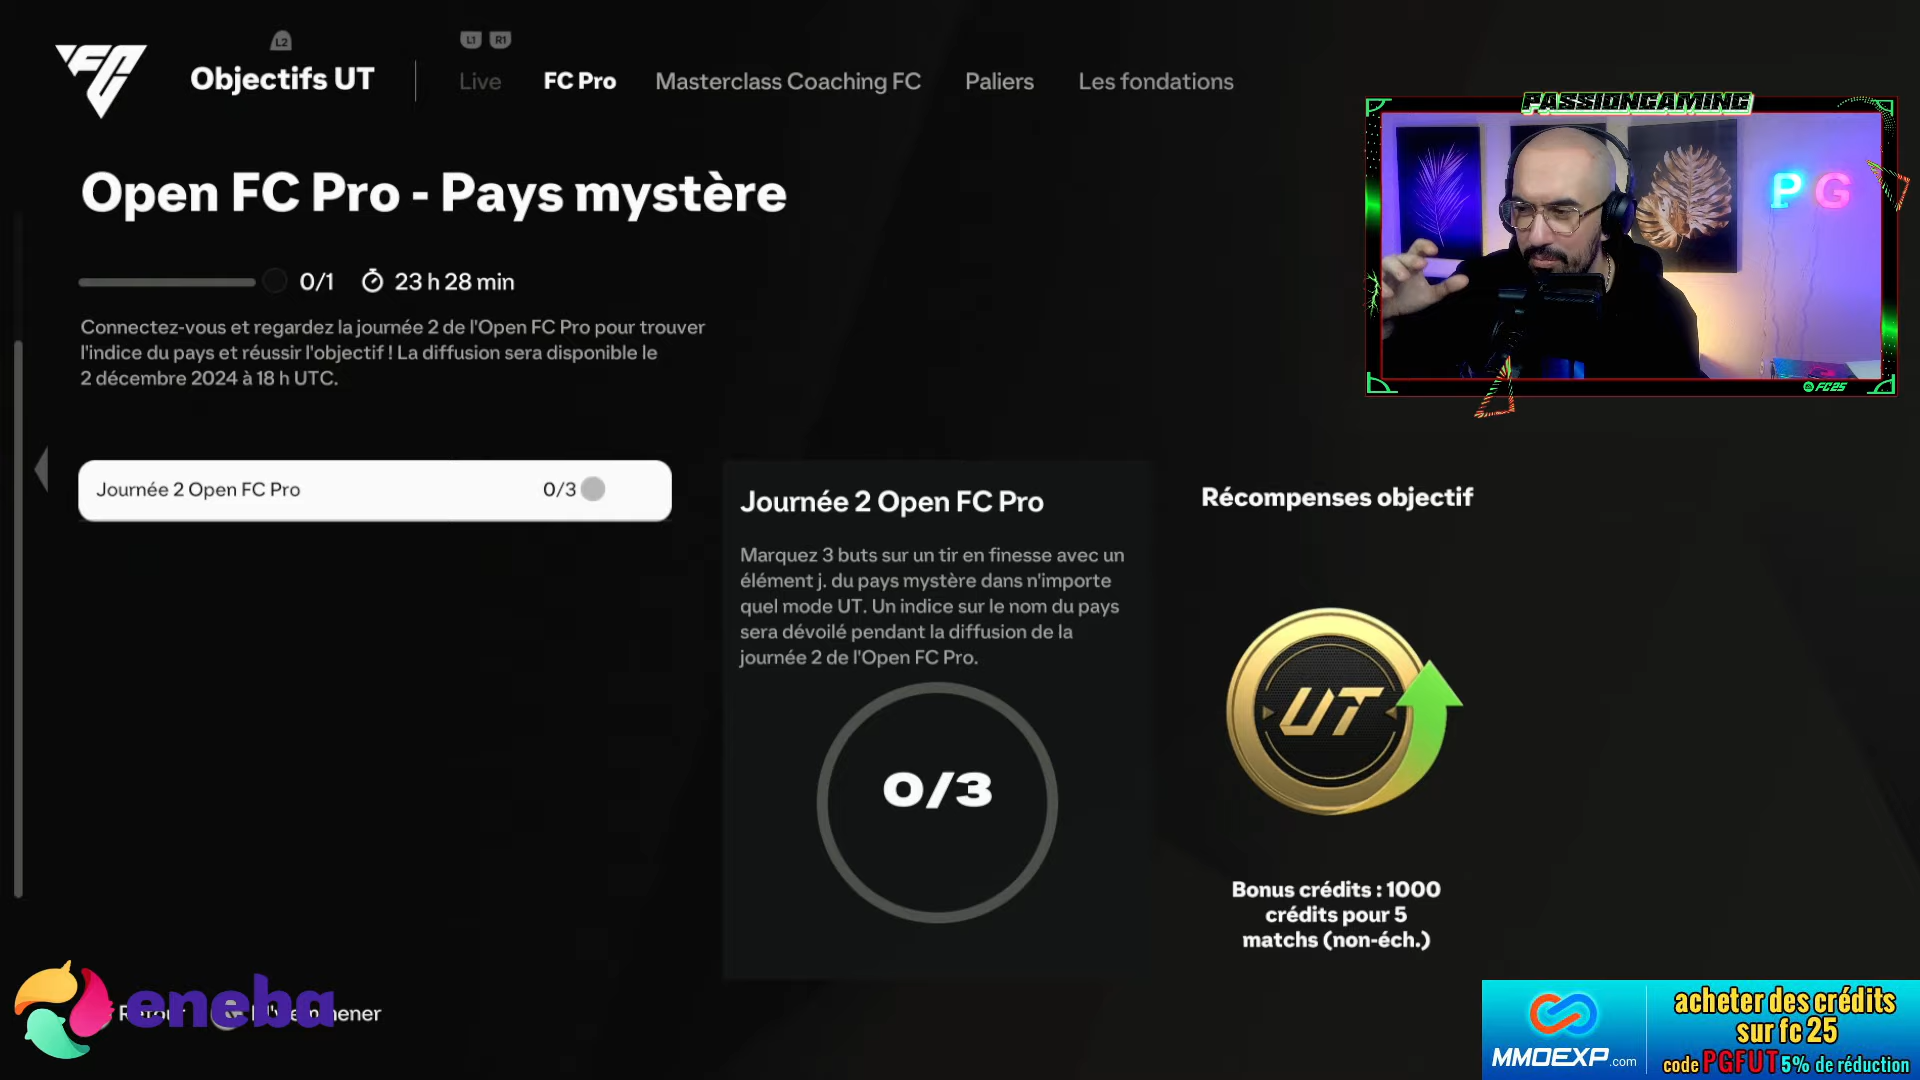 L2
L1 R1
Objectifs UT
Live FC Pro Masterclass Coaching FC Paliers Les fondations
PASSIONGAMING
P G
FC25
Open FC Pro - Pays mystère
0/1 23 h 28 min
Connectez-vous et regardez la journée 2 de l'Open FC Pro pour trouver
l'indice du pays et réussir l'objectif ! La diffusion sera disponible le
2 décembre 2024 à 18 h UTC.
Journée 2 Open FC Pro 0/3
Journée 2 Open FC Pro
Marquez 3 buts sur un tir en finesse avec un
élément j. du pays mystère dans n'importe
quel mode UT. Un indice sur le nom du pays
sera dévoilé pendant la diffusion de la
journée 2 de l'Open FC Pro.
0/3
Récompenses objectif
UT
Bonus crédits : 1000
crédits pour 5
matchs (non-éch.)
eneba
Retour
MMOEXP.com
acheter des crédits
sur fc 25
code PGFUT 5% de réduction